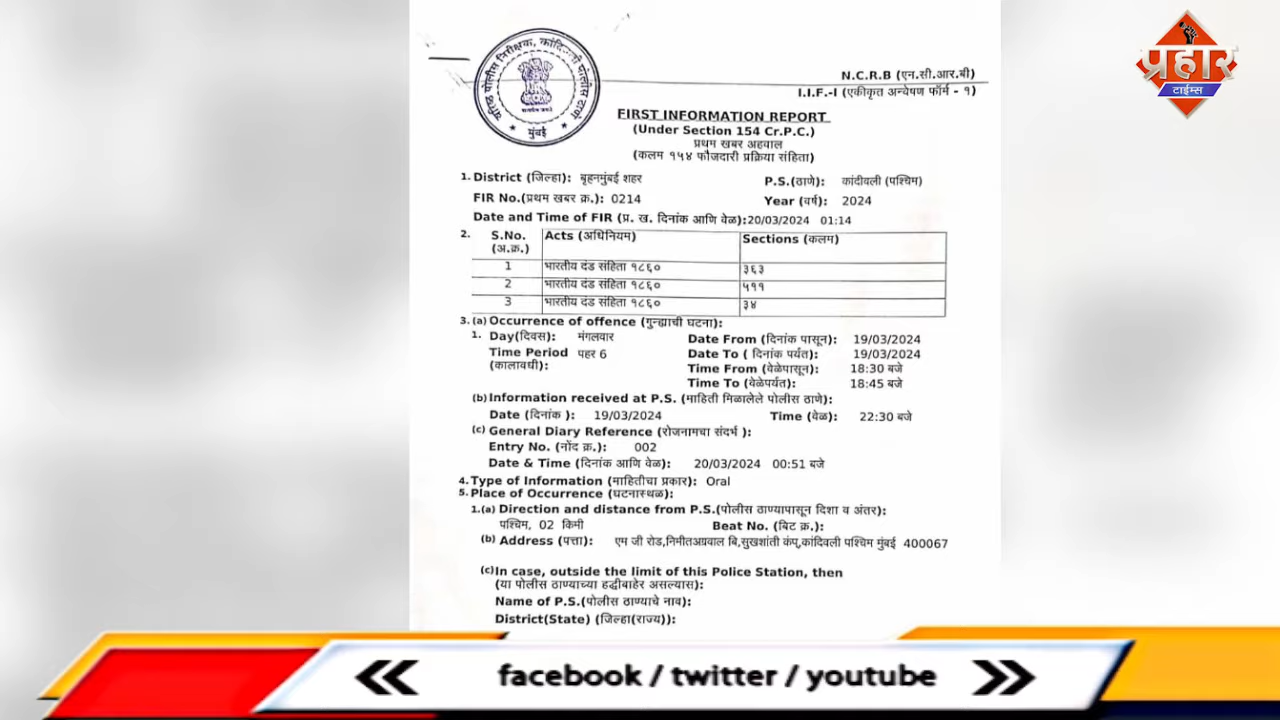 प्रहार
टाईम्स
वरिष्ठ पोलीस निरीक्षक, कांदिवली पोलीस ठाणे
मुंबई
N.C.R.B (एन.सी.आर.बी)
I.I.F.-I (एकीकृत अन्वेषण फॉर्म - १)
FIRST INFORMATION REPORT
(Under Section 154 Cr.P.C.)
प्रथम खबर अहवाल
(कलम १५४ फौजदारी प्रक्रिया संहिता)
1. District (जिल्हा): बृहनमुंबई शहर P.S.(ठाणे): कांदीवली (पश्चिम)
FIR No.(प्रथम खबर क्र.): 0214 Year (वर्ष): 2024
Date and Time of FIR (प्र. ख. दिनांक आणि वेळ): 20/03/2024 01:14
2. S.No. (अ.क्र.) Acts (अधिनियम) Sections (कलम)
1 भारतीय दंड संहिता १८६० ३६३
2 भारतीय दंड संहिता १८६० ५११
3 भारतीय दंड संहिता १८६० ३४
3. (a) Occurrence of offence (गुन्ह्याची घटना):
1. Day(दिवस): मंगलवार Date From (दिनांक पासून): 19/03/2024
Time Period (कालावधी): पहर 6 Date To ( दिनांक पर्यंत): 19/03/2024
Time From (वेळेपासून): 18:30 बजे
Time To (वेळेपर्यंत): 18:45 बजे
(b) Information received at P.S. (माहिती मिळालेले पोलीस ठाणे):
Date (दिनांक ): 19/03/2024 Time (वेळ): 22:30 बजे
(c) General Diary Reference (रोजनामचा संदर्भ ):
Entry No. (नोंद क्र.): 002
Date & Time (दिनांक आणि वेळ): 20/03/2024 00:51 बजे
4. Type of Information (माहितीचा प्रकार): Oral
5. Place of Occurrence (घटनास्थळ):
1. (a) Direction and distance from P.S.(पोलीस ठाण्यापासून दिशा व अंतर):
पश्चिम, 02 किमी Beat No. (बिट क्र.):
(b) Address (पत्ता): एम जी रोड,निमीतअग्रवाल बि,सुखशांती कंप,कांदिवली पश्चिम मुंबई 400067
(c) In case, outside the limit of this Police Station, then
(या पोलीस ठाण्याच्या हद्दीबाहेर असल्यास):
Name of P.S.(पोलीस ठाण्याचे नाव):
District(State) (जिल्हा(राज्य)):
facebook / twitter / youtube